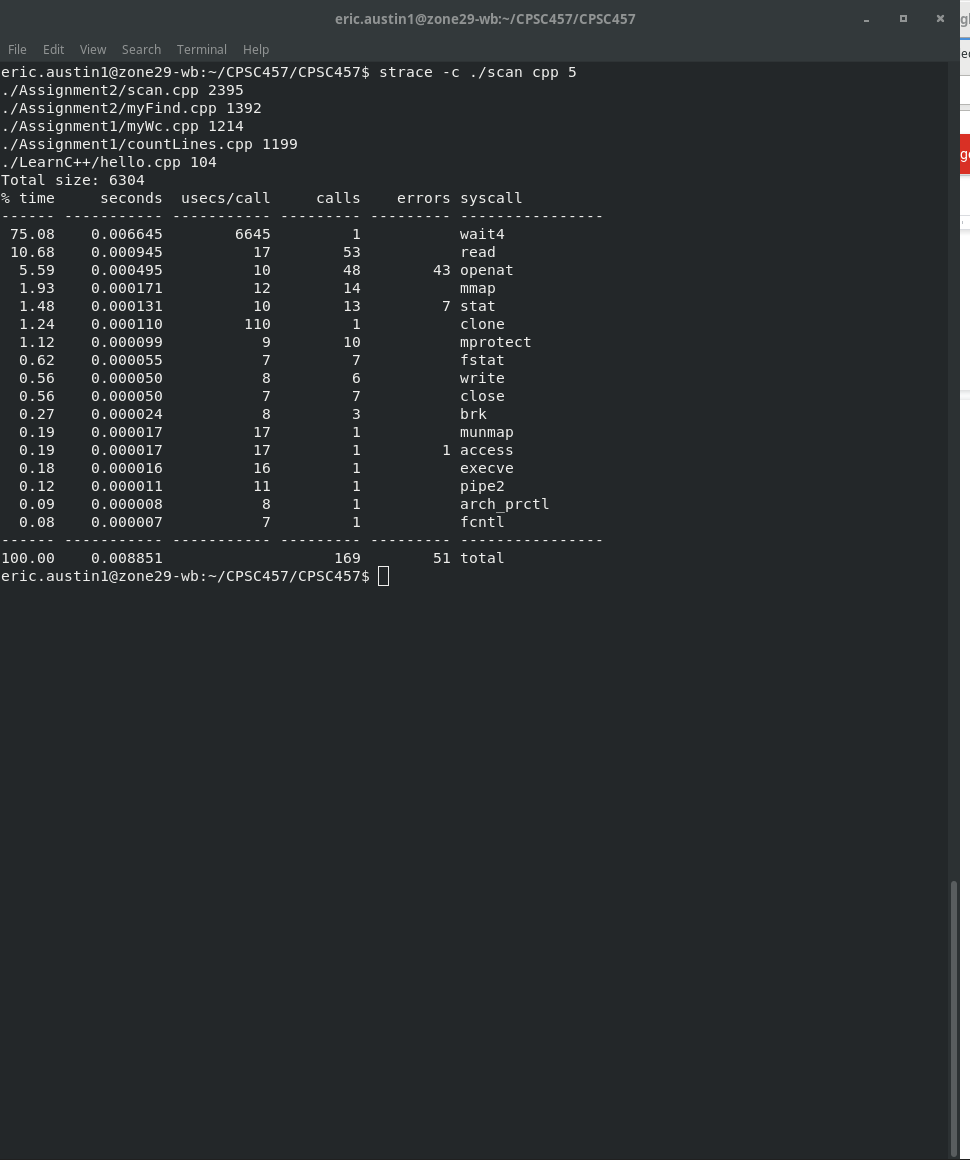 eric.austin1@zone29-wb:~/CPSC457/CPSC457
File Edit View Search Terminal Help
eric.austin1@zone29-wb:~/CPSC457/CPSC457$ strace -c ./scan cpp 5
./Assignment2/scan.cpp 2395
./Assignment2/myFind.cpp 1392
./Assignment1/myWc.cpp 1214
./Assignment1/countLines.cpp 1199
./LearnC++/hello.cpp 104
Total size: 6304
% time     seconds  usecs/call     calls    errors syscall
------ ----------- ----------- --------- --------- ----------------
 75.08    0.006645        6645         1           wait4
 10.68    0.000945          17        53           read
  5.59    0.000495          10        48        43 openat
  1.93    0.000171          12        14           mmap
  1.48    0.000131          10        13         7 stat
  1.24    0.000110         110         1           clone
  1.12    0.000099           9        10           mprotect
  0.62    0.000055           7         7           fstat
  0.56    0.000050           8         6           write
  0.56    0.000050           7         7           close
  0.27    0.000024           8         3           brk
  0.19    0.000017          17         1           munmap
  0.19    0.000017          17         1         1 access
  0.18    0.000016          16         1           execve
  0.12    0.000011          11         1           pipe2
  0.09    0.000008           8         1           arch_prctl
  0.08    0.000007           7         1           fcntl
------ ----------- ----------- --------- --------- ----------------
100.00    0.008851                   169        51 total
eric.austin1@zone29-wb:~/CPSC457/CPSC457$